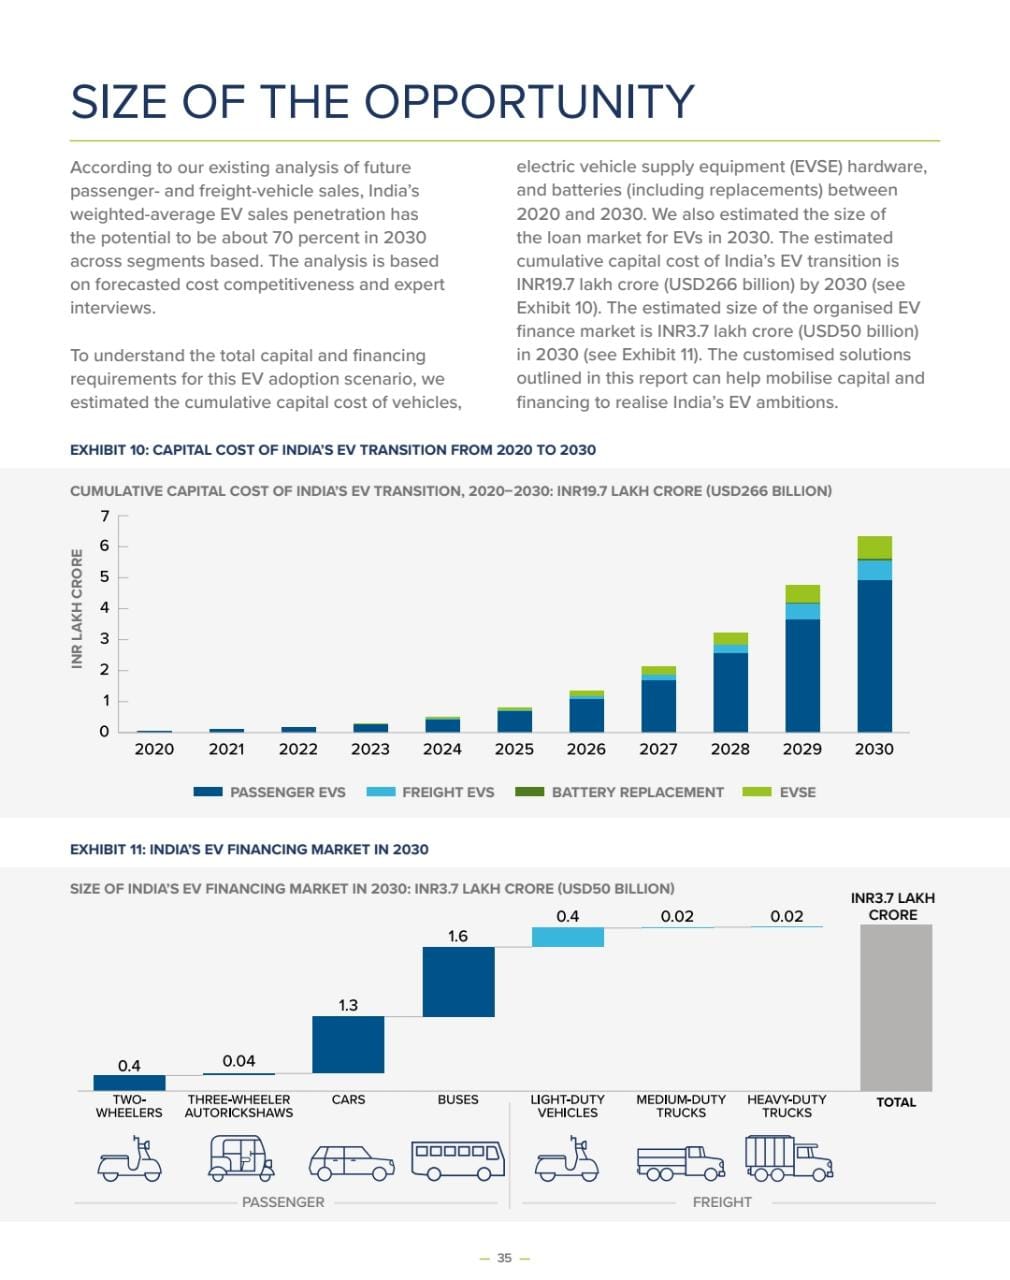 SIZE OF THE OPPORTUNITY
According to our existing analysis of future
passenger- and freight-vehicle sales, India's
weighted-average EV sales penetration has
the potential to be about 70 percent in 2030
across segments based. The analysis is based
on forecasted cost competitiveness and expert
interviews.
To understand the total capital and financing
requirements for this EV adoption scenario, we
estimated the cumulative capital cost of vehicles,
electric vehicle supply equipment (EVSE) hardware,
and batteries (including replacements) between
2020 and 2030. We also estimated the size of
the loan market for EVs in 2030. The estimated
cumulative capital cost of India's EV transition is
INR19.7 lakh crore (USD266 billion) by 2030 (see
Exhibit 10). The estimated size of the organised EV
finance market is INR3.7 lakh crore (USD50 billion)
in 2030 (see Exhibit 11). The customised solutions
outlined in this report can help mobilise capital and
financing to realise India's EV ambitions.
EXHIBIT 10: CAPITAL COST OF INDIA'S EV TRANSITION FROM 2020 TO 2030
CUMULATIVE CAPITAL COST OF INDIA'S EV TRANSITION, 2020–2030: INR19.7 LAKH CRORE (USD266 BILLION)
INR LAKH CRORE
7
6
5
4
3
2
1
0
2020 2021 2022 2023 2024 2025 2026 2027 2028 2029 2030
PASSENGER EVS FREIGHT EVS BATTERY REPLACEMENT EVSE
EXHIBIT 11: INDIA'S EV FINANCING MARKET IN 2030
SIZE OF INDIA'S EV FINANCING MARKET IN 2030: INR3.7 LAKH CRORE (USD50 BILLION)
INR3.7 LAKH
CRORE
0.4 0.04 1.3 1.6 0.4 0.02 0.02
TWO- THREE-WHEELER CARS BUSES LIGHT-DUTY MEDIUM-DUTY HEAVY-DUTY TOTAL
WHEELERS AUTORICKSHAWS VEHICLES TRUCKS TRUCKS
PASSENGER FREIGHT
— 35 —